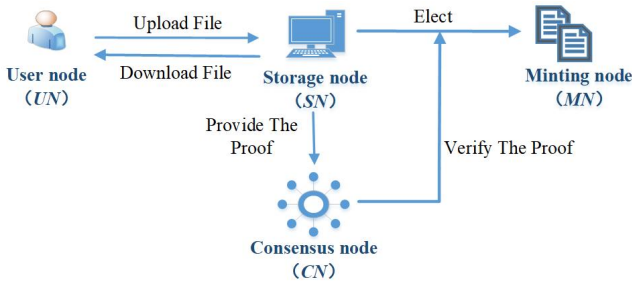 Upload File
Elect
User node
(UN)
Download File
Storage node
(SN)
Minting node
(MN)
Provide The
Proof
Verify The Proof
Consensus node
(CN)